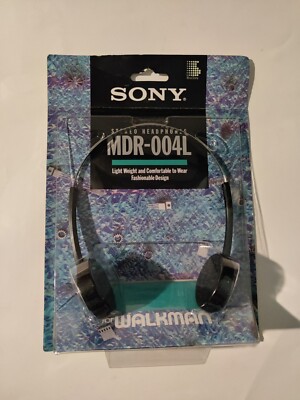 SONY®
STEREO HEADPHONES
MDR-004L
Light Weight and Comfortable to Wear
Fashionable Design
WALKMAN